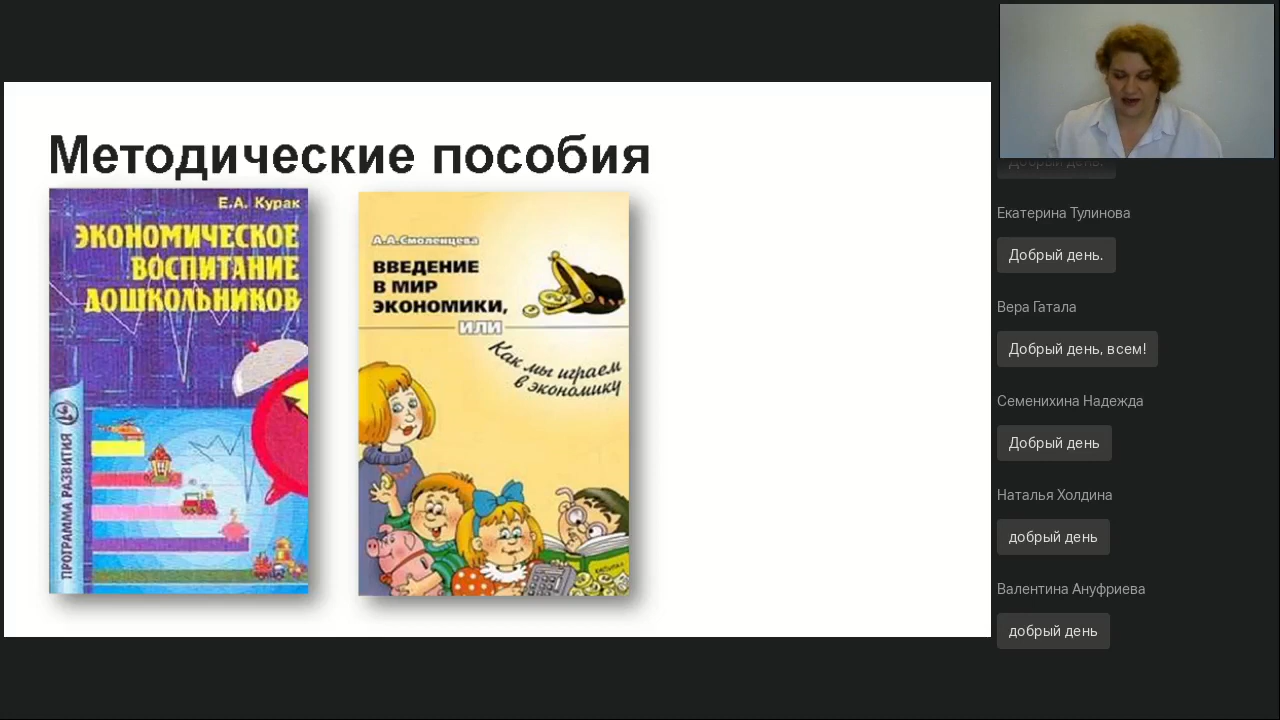 Методические пособия
Е.А. Курак
ЭКОНОМИЧЕСКОЕ
ВОСПИТАНИЕ
ДОШКОЛЬНИКОВ
ПРОГРАММА РАЗВИТИЯ
А.А.Смоленцева
ВВЕДЕНИЕ
В МИР
ЭКОНОМИКИ,
ИЛИ
Как мы играем
в экономику
Добрый день.
Екатерина Тулинова
Добрый день.
Вера Гатала
Добрый день, всем!
Семенихина Надежда
Добрый день
Наталья Холдина
добрый день
Валентина Ануфриева
добрый день